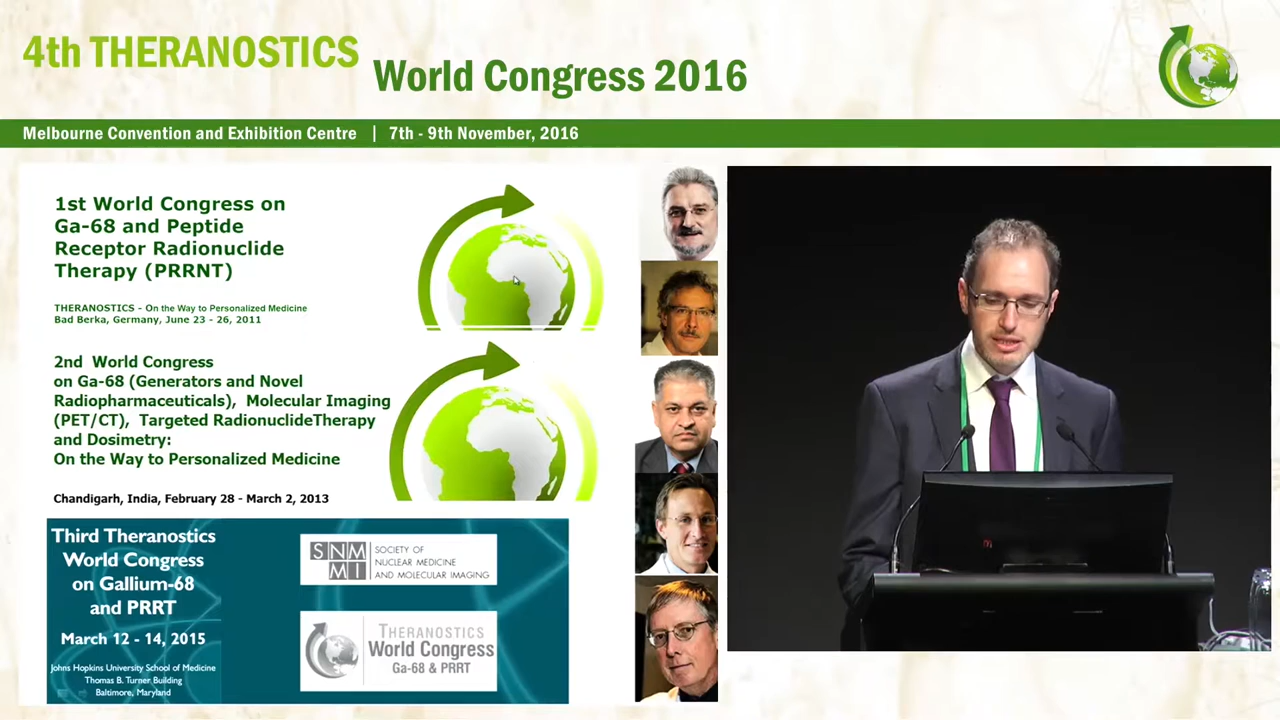 4th THERANOSTICS
World Congress 2016
Melbourne Convention and Exhibition Centre | 7th - 9th November, 2016
1st World Congress on
Ga-68 and Peptide
Receptor Radionuclide
Therapy (PRRNT)
THERANOSTICS - On the Way to Personalized Medicine
Bad Berka, Germany, June 23 - 26, 2011
2nd World Congress
on Ga-68 (Generators and Novel
Radiopharmaceuticals), Molecular Imaging
(PET/CT), Targeted RadionuclideTherapy
and Dosimetry:
On the Way to Personalized Medicine
Chandigarh, India, February 28 - March 2, 2013
Third Theranostics
World Congress
on Gallium-68
and PRRT
March 12 - 14, 2015
Johns Hopkins University School of Medicine
Thomas B. Turner Building
Baltimore, Maryland
SNM
MI
SOCIETY OF
NUCLEAR MEDICINE
AND MOLECULAR IMAGING
THERANOSTICS
World Congress
Ga-68 & PRRT